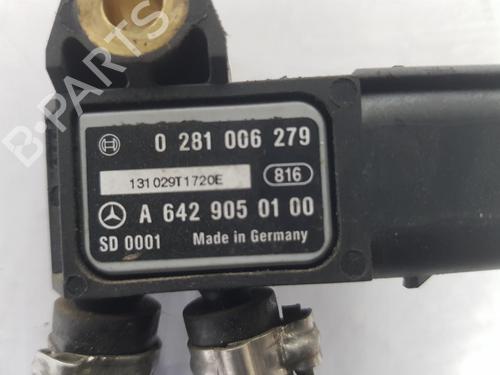 B-PARTS
0 281 006 279
131029T1720E 816
A 642 905 01 00
SD 0001 Made in Germany